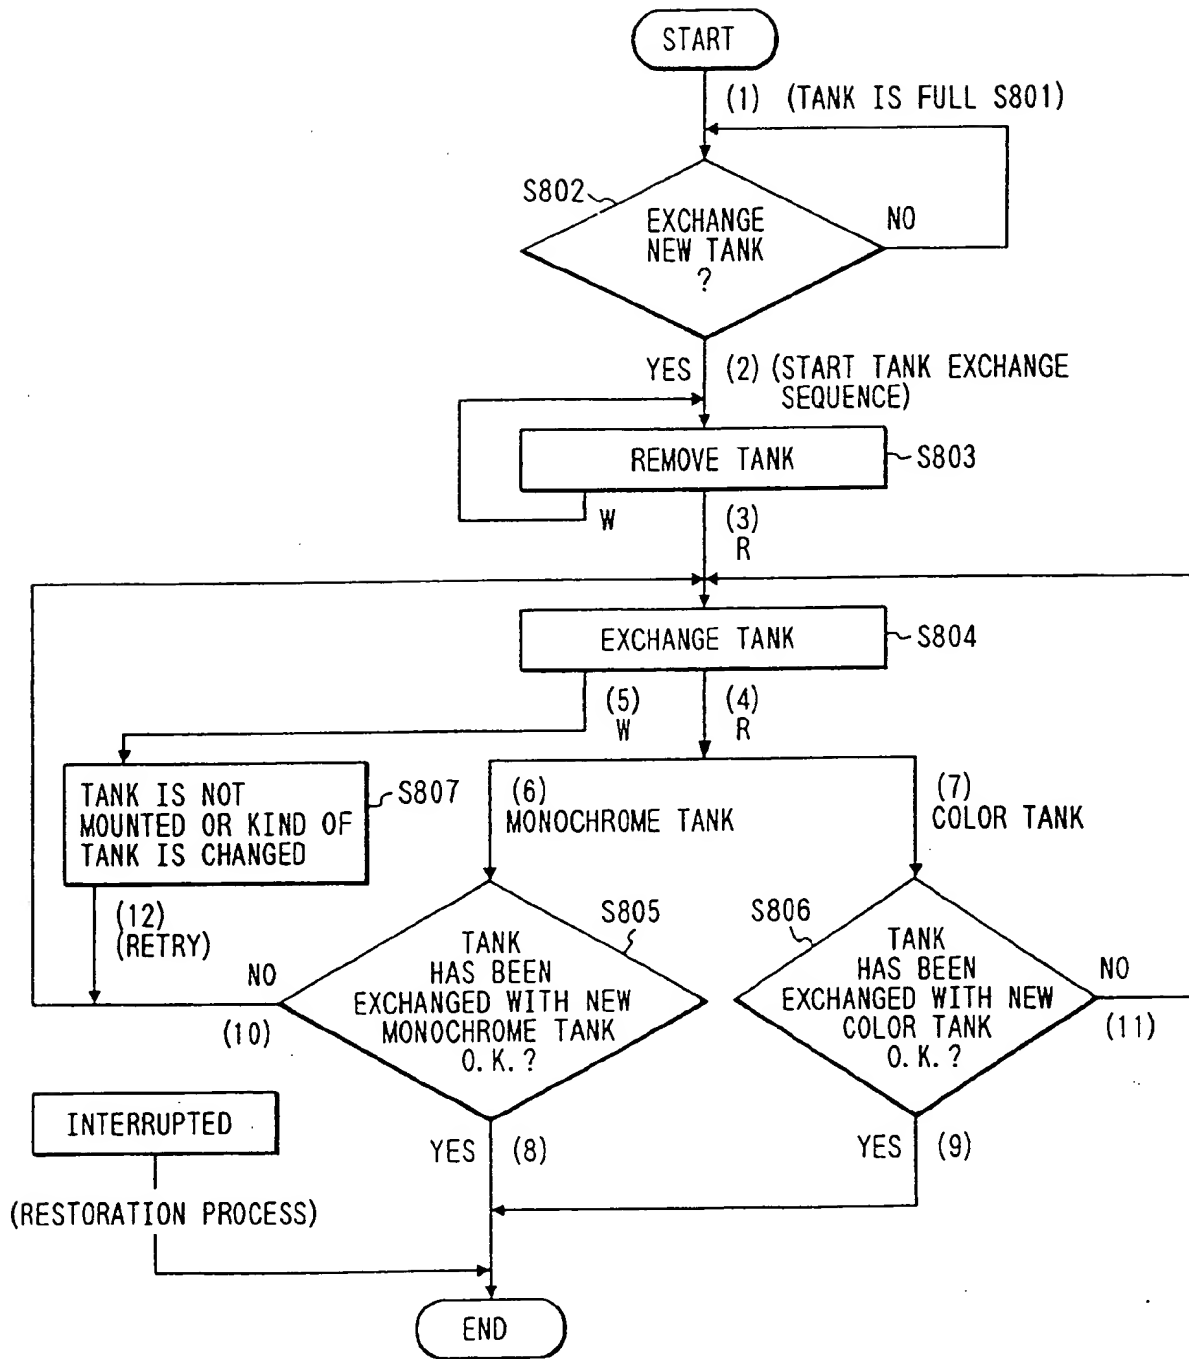 START
(1) (TANK IS FULL S801)
S802
EXCHANGE
NEW TANK
?
NO
YES
(2) (START TANK EXCHANGE
SEQUENCE)
REMOVE TANK
S803
W
(3)
R
EXCHANGE TANK
S804
(5)
W
(4)
R
TANK IS NOT
MOUNTED OR KIND OF
TANK IS CHANGED
S807
(6)
MONOCHROME TANK
(7)
COLOR TANK
(12)
(RETRY)
S805
TANK
HAS BEEN
EXCHANGED WITH NEW
MONOCHROME TANK
O.K.?
NO
(10)
S806
TANK
HAS BEEN
EXCHANGED WITH NEW
COLOR TANK
O.K.?
NO
(11)
INTERRUPTED
YES (8)
YES (9)
(RESTORATION PROCESS)
END